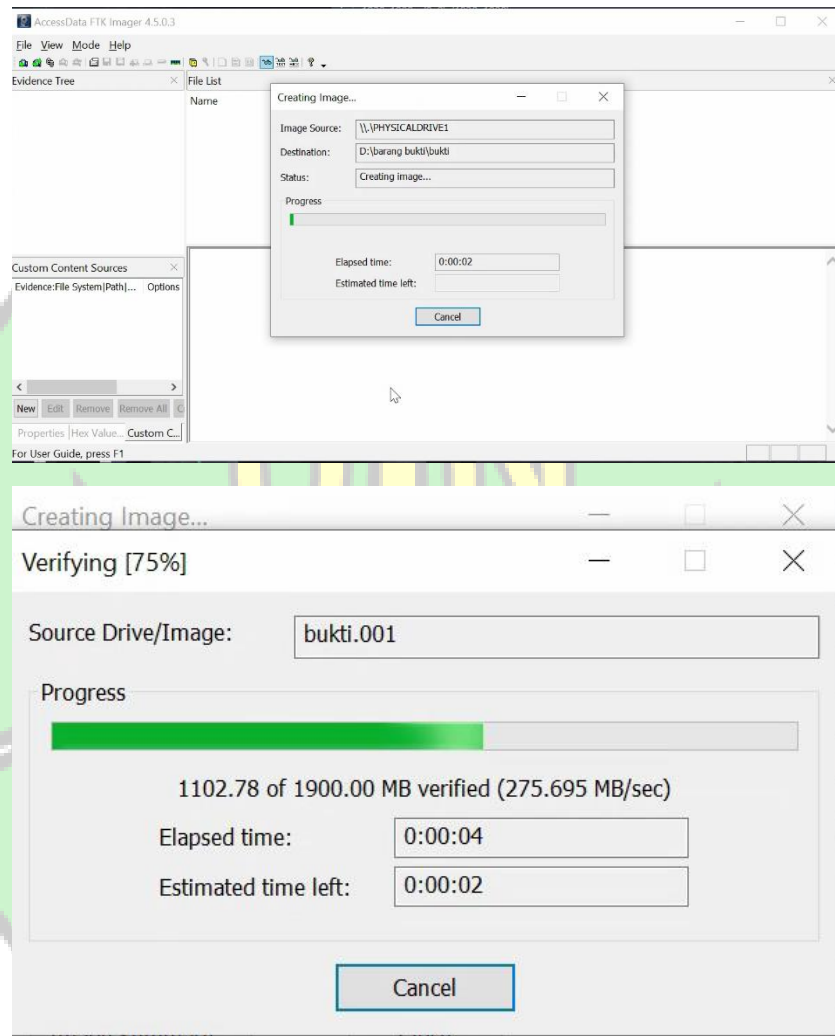 AccessData FTK Imager 4.5.0.3
File View Mode Help
Evidence Tree
File List
Name
Creating Image...
Image Source: \\.\PHYSICALDRIVE1
Destination: D:\barang bukti\bukti
Status: Creating image...
Progress
Elapsed time: 0:00:02
Estimated time left:
Cancel
Custom Content Sources
Evidence:File System|Path|... Options
New Edit Remove Remove All
Properties Hex Value... Custom C...
For User Guide, press F1
Creating Image...
Verifying [75%]
Source Drive/Image: bukti.001
Progress
1102.78 of 1900.00 MB verified (275.695 MB/sec)
Elapsed time: 0:00:04
Estimated time left: 0:00:02
Cancel